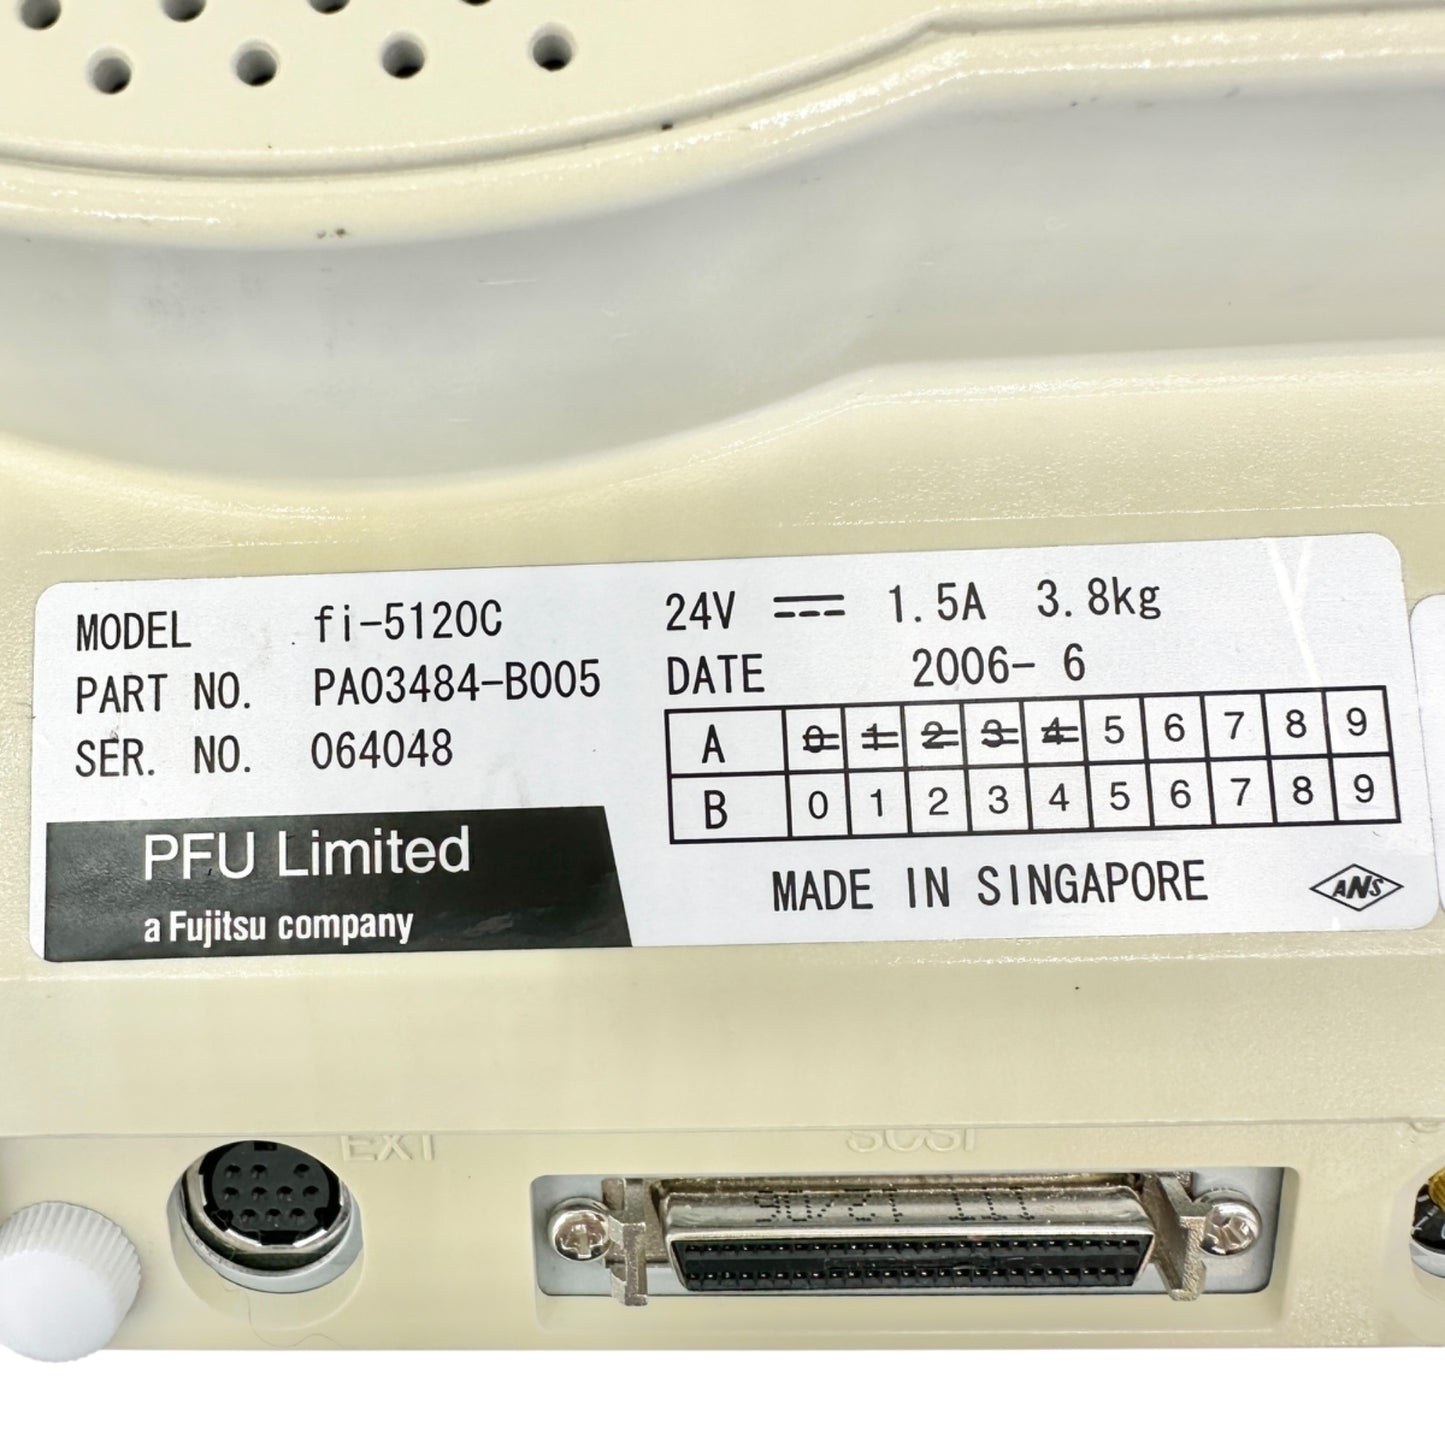 MODEL fi-5120C
PART NO. PA03484-B005
SER. NO. 064048
PFU Limited
a Fujitsu company
24V 1.5A 3.8kg
DATE 2006- 6
A 0 1 2 3 4 5 6 7 8 9
B 0 1 2 3 4 5 6 7 8 9
MADE IN SINGAPORE
ANS
EXT
SCSI